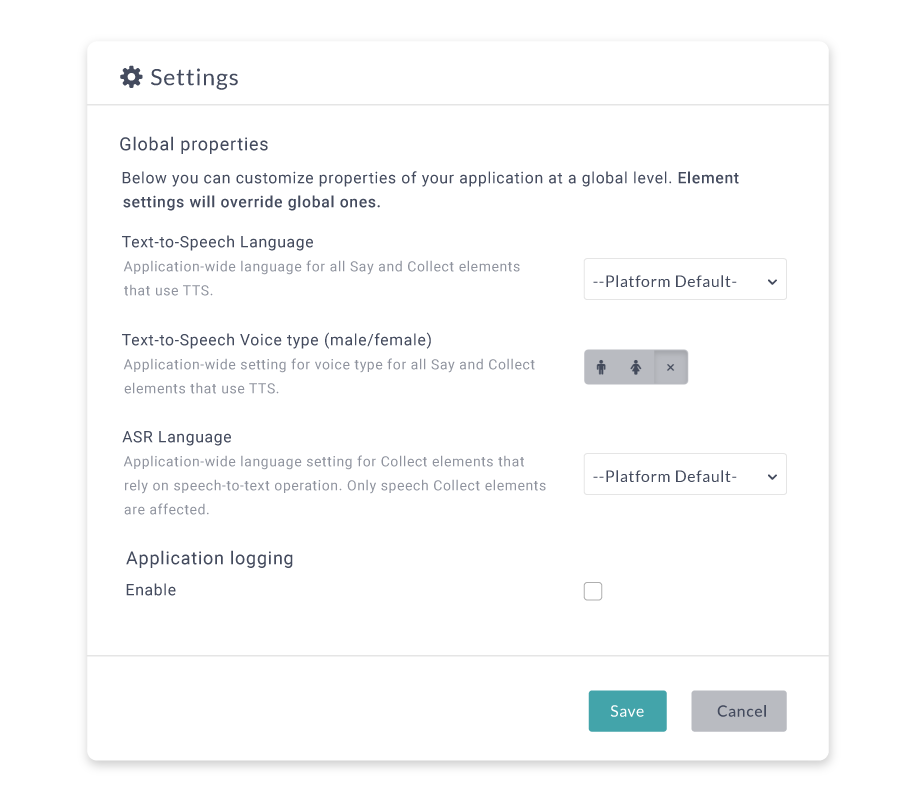 Settings
Global properties
Below you can customize properties of your application at a global level. Element
settings will override global ones.
Text-to-Speech Language
Application-wide language for all Say and Collect elements
that use TTS.
--Platform Default-
Text-to-Speech Voice type (male/female)
Application-wide setting for voice type for all Say and Collect
elements that use TTS.
ASR Language
Application-wide language setting for Collect elements that
rely on speech-to-text operation. Only speech Collect elements
are affected.
--Platform Default-
Application logging
Enable
Save
Cancel